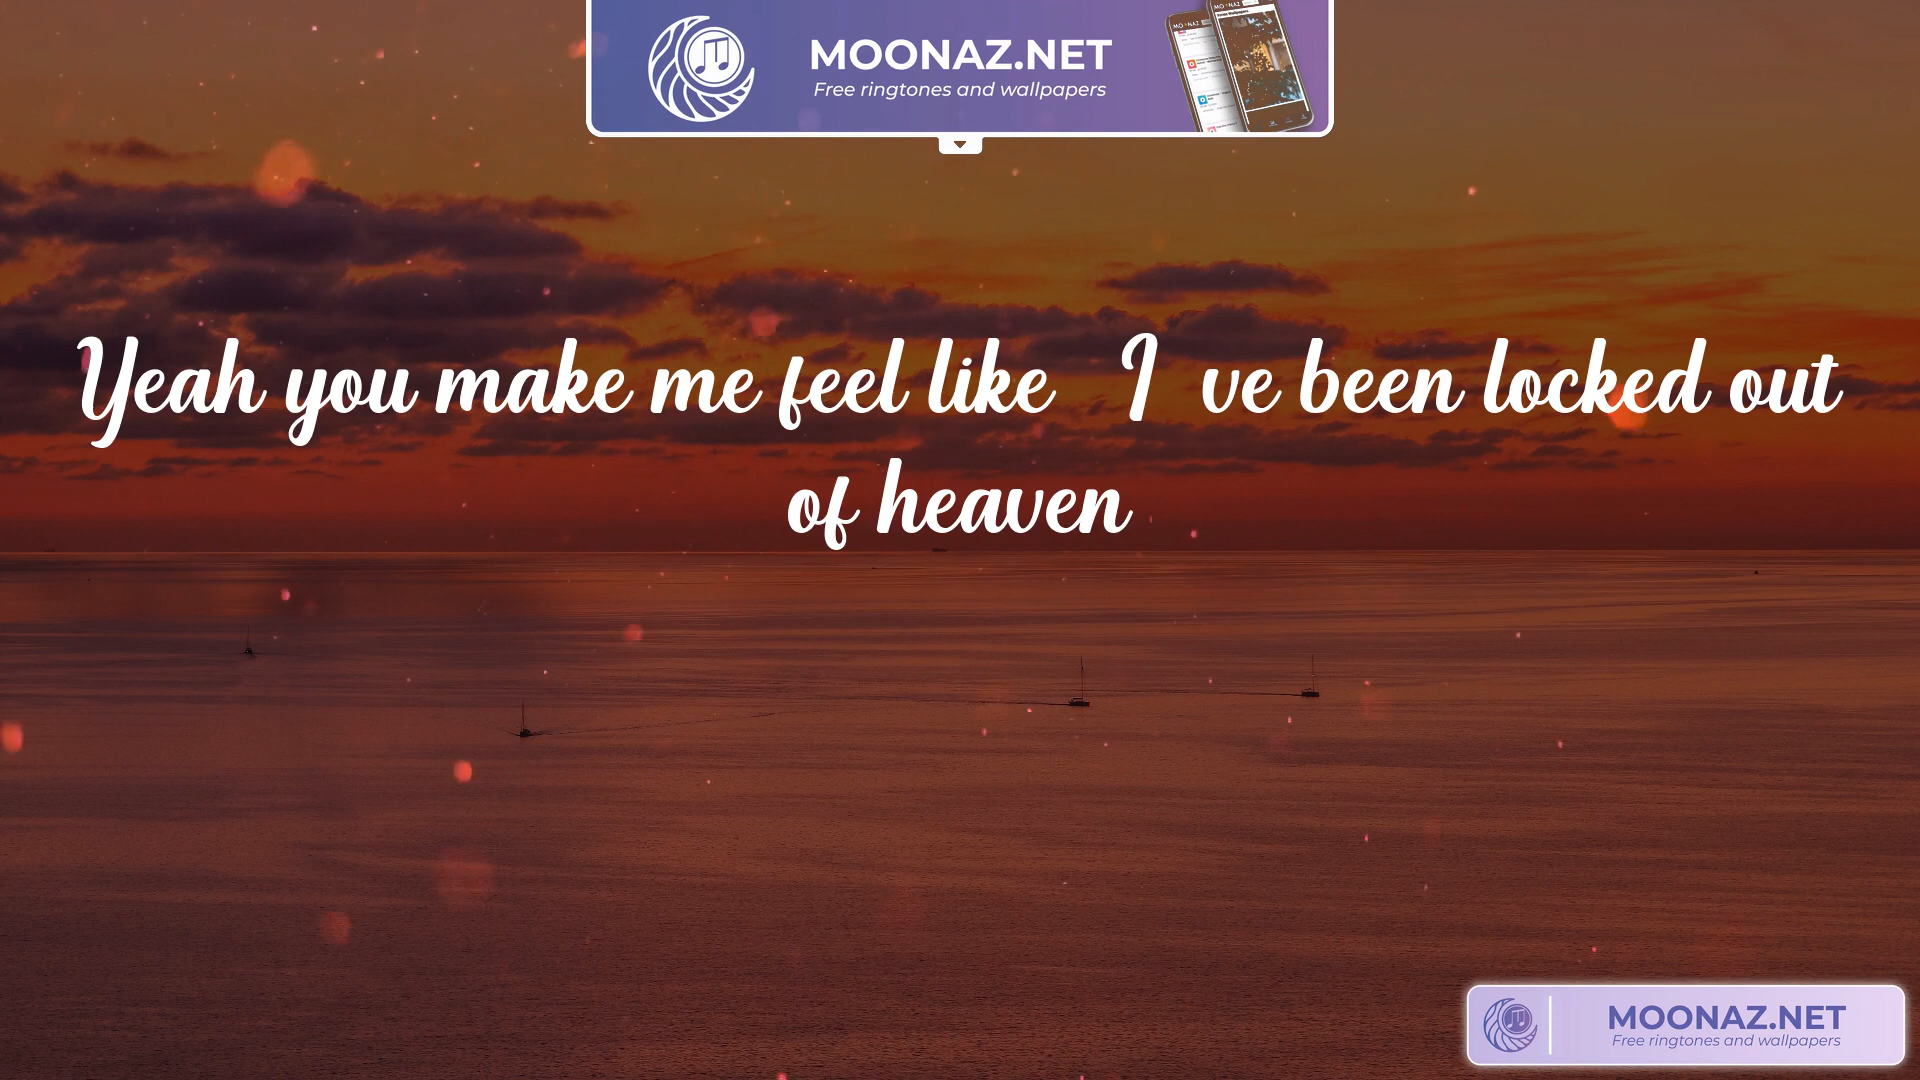 MOONAZ.NET
Free ringtones and wallpapers
Yeah you make me feel like I ve been locked out
of heaven
MOONAZ.NET
Free ringtones and wallpapers